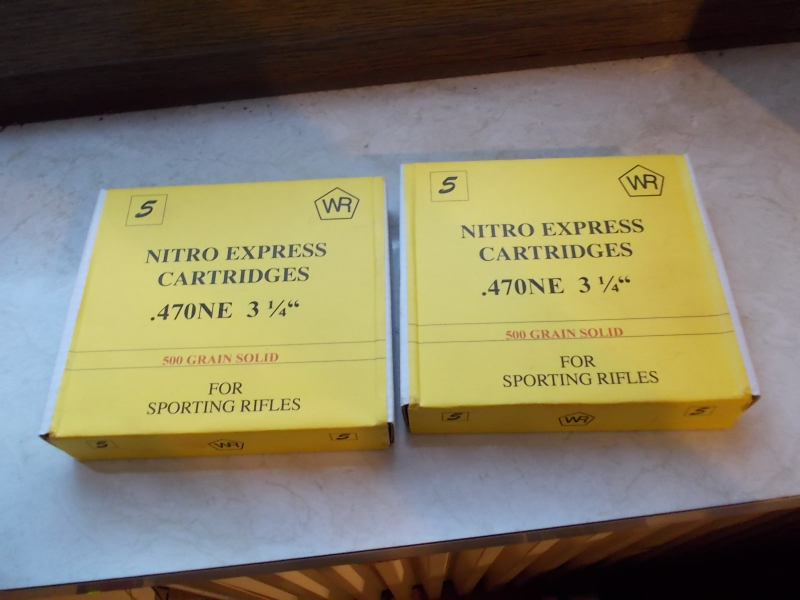 5
WR
NITRO EXPRESS
CARTRIDGES
.470NE 3 ¼“
500 GRAIN SOLID
FOR
SPORTING RIFLES
5 WR 5
5
WR
NITRO EXPRESS
CARTRIDGES
.470NE 3 ¼“
500 GRAIN SOLID
FOR
SPORTING RIFLES
5 WR 5